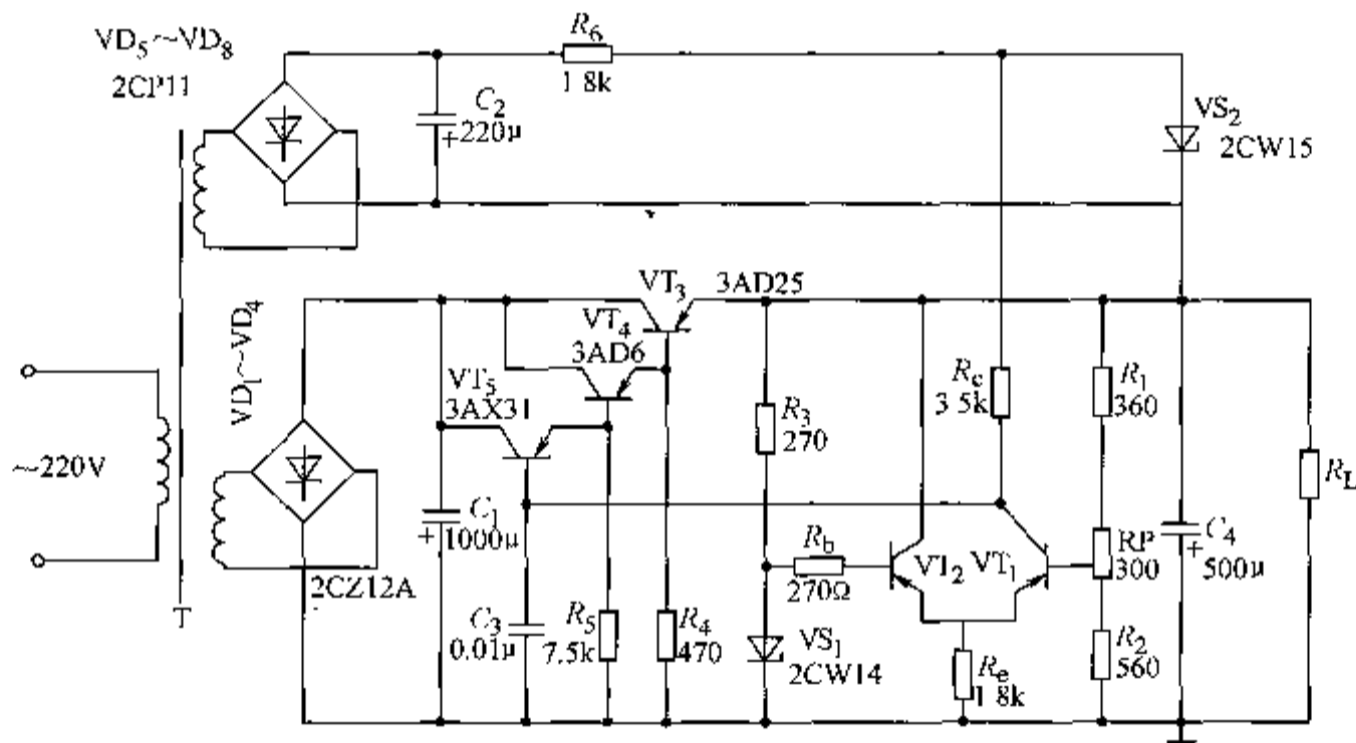 VD5～VD8
2CP11
R6
1 8k
C2
+220μ
VS2
2CW15
VD1～VD4
～220V
T
2CZ12A
VT3
3AD25
VT4
3AD6
VT5
3AX31
C1
+1000μ
C3
0.01μ
R5
7.5k
R4
470
R3
270
Rb
270Ω
VS1
2CW14
VT2
VT1
Rc
3 5k
Re
1 8k
R1
360
RP
300
R2
560
C4
+500μ
RL